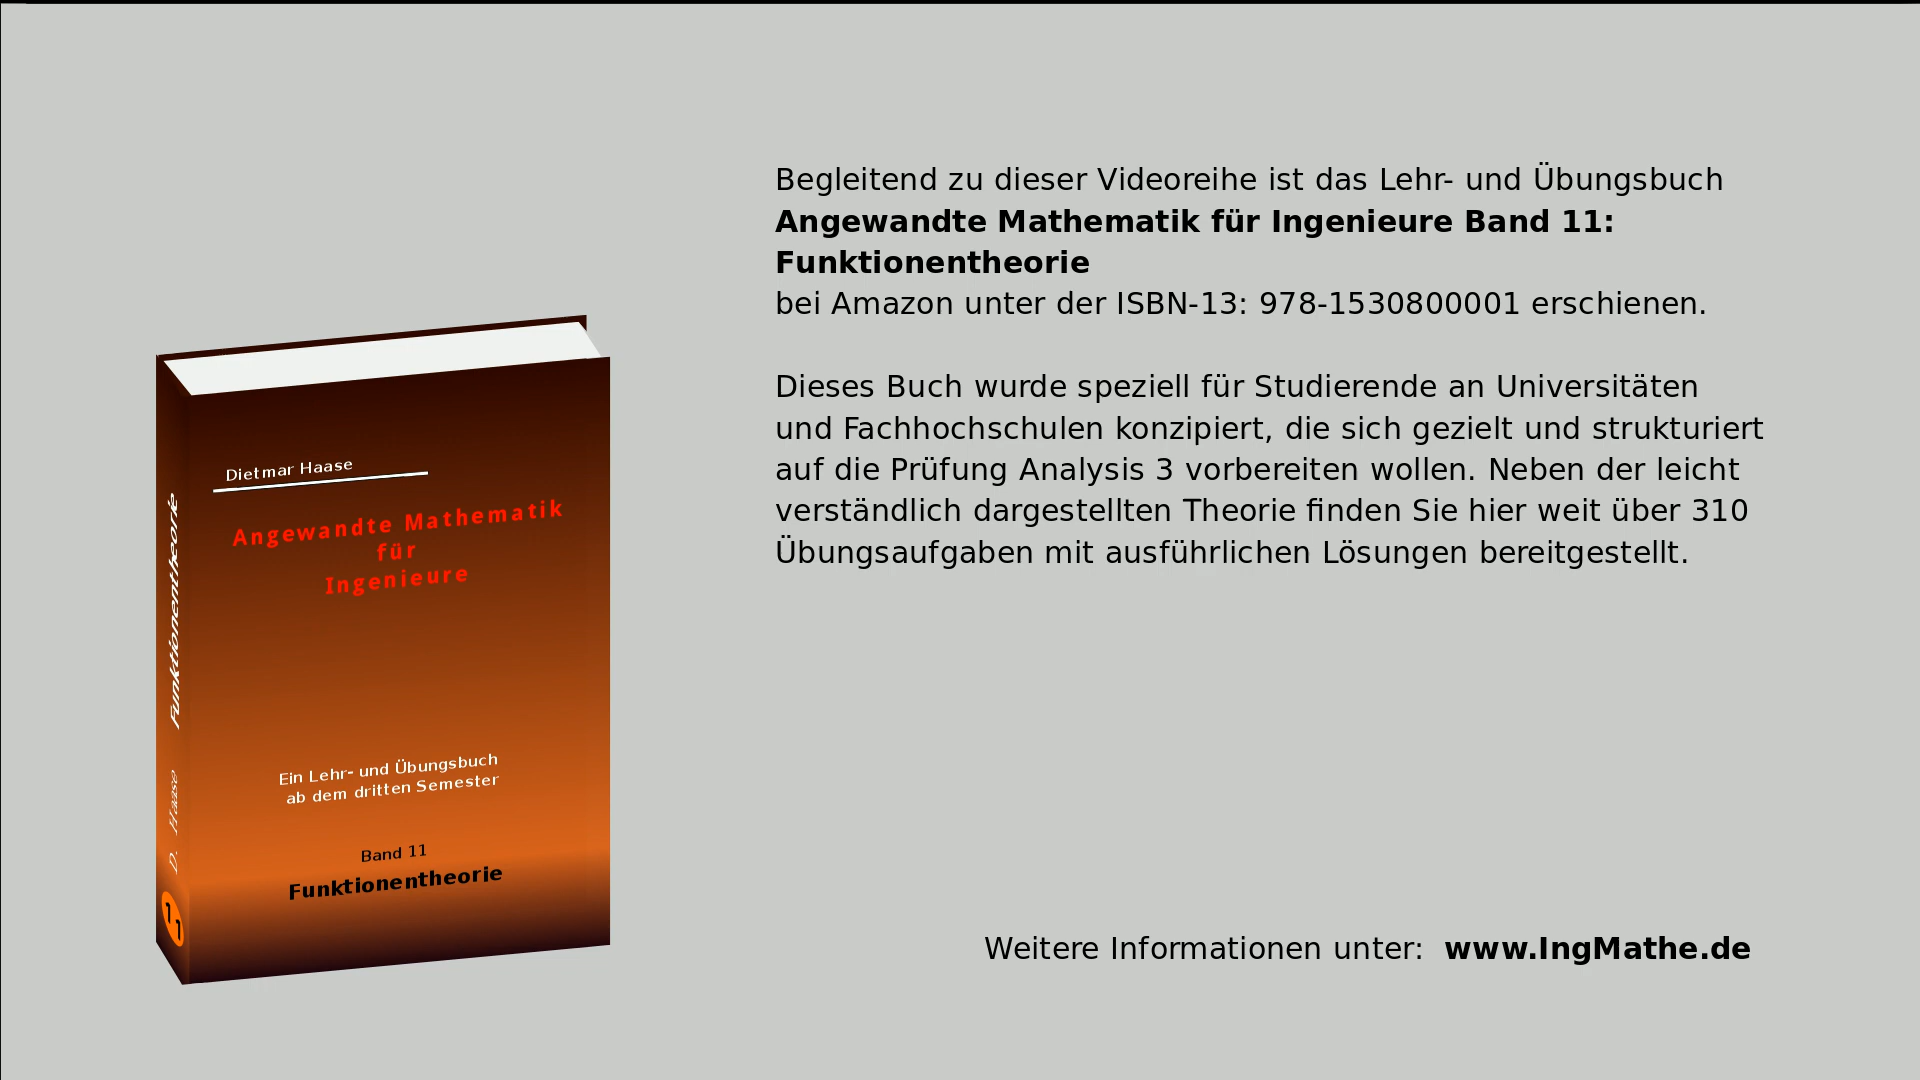 Begleitend zu dieser Videoreihe ist das Lehr- und Übungsbuch
Angewandte Mathematik für Ingenieure Band 11:
Funktionentheorie
bei Amazon unter der ISBN-13: 978-1530800001 erschienen.
Dieses Buch wurde speziell für Studierende an Universitäten
und Fachhochschulen konzipiert, die sich gezielt und strukturiert
auf die Prüfung Analysis 3 vorbereiten wollen. Neben der leicht
verständlich dargestellten Theorie finden Sie hier weit über 310
Übungsaufgaben mit ausführlichen Lösungen bereitgestellt.
Dietmar Haase
Angewandte Mathematik
für
Ingenieure
Ein Lehr- und Übungsbuch
ab dem dritten Semester
Band 11
Funktionentheorie
D. Haase Funktionentheorie
11
Weitere Informationen unter: www.IngMathe.de